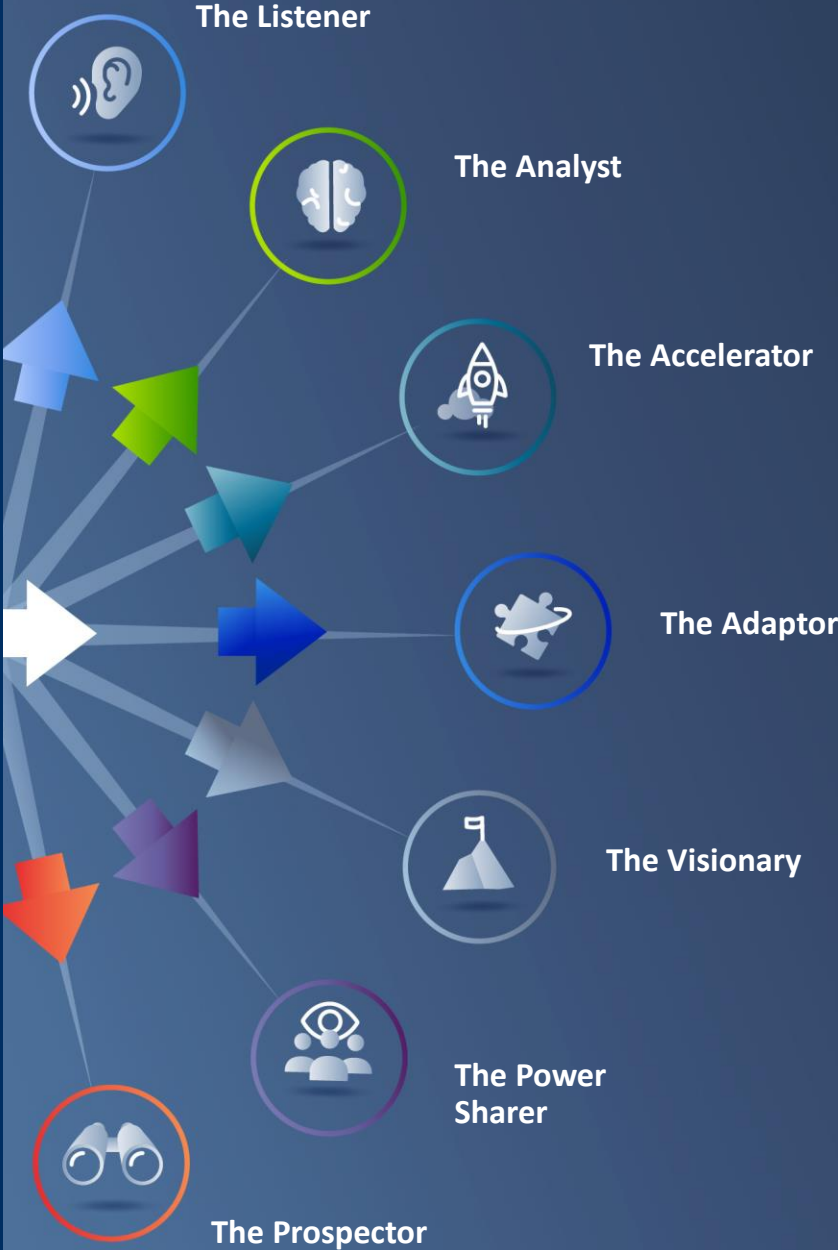 The Listener
The Analyst
The Accelerator
The Adaptor
The Visionary
The Power
Sharer
The Prospector